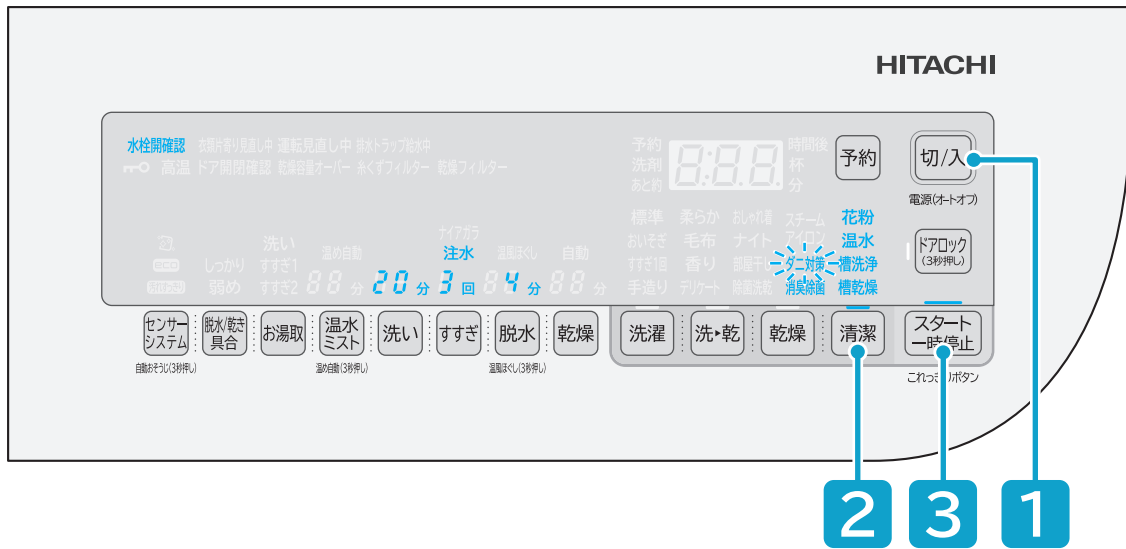 HITACHI
水栓開確認 衣類片寄り見直し中 運転見直し中 排水トラップ給水中
高温 ドア開閉確認 乾燥容量オーバー 糸くずフィルター 乾燥フィルター
予約 8:88 時間後
洗剤 杯
あと約 分
予約
切/入
電源(オートオフ)
標準 柔らか おしゃれ着 スチーム 花粉
おいそぎ 毛布 ナイト アイロン 温水
すすぎ1回 香り 部屋干し ダニ対策 槽洗浄
手造り デリケート 除菌洗乾 消臭除菌 槽乾燥
ドアロック
(3秒押し)
ナイアガラ
洗い 温め自動 注水 温風ほぐし 自動
eco しっかり すすぎ1
弱め すすぎ2 88 分 20 分 3 回 4 分 88 分
センサーシステム
脱水/乾き具合
お湯取
温水ミスト
洗い
すすぎ
脱水
乾燥
洗濯
洗▶乾
乾燥
清潔
スタート
一時停止
自動おそうじ(3秒押し)
温め自動(3秒押し)
温風ほぐし(3秒押し)
これっきりボタン
2
3
1